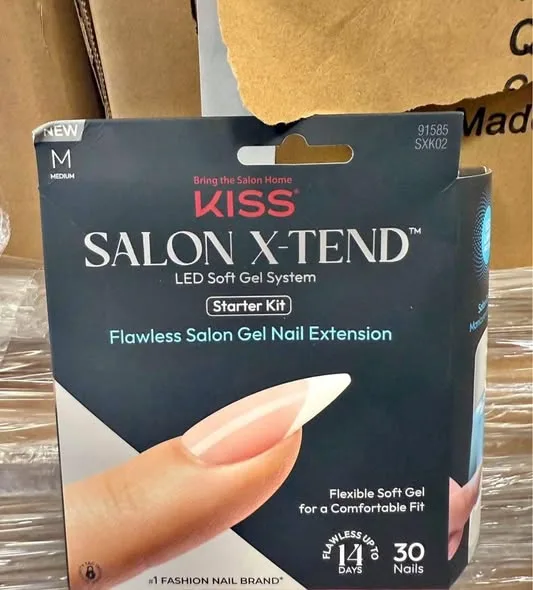 Made
NEW
M
MEDIUM
91585
SXK02
Bring the Salon Home
KISS
SALON X-TEND™
LED Soft Gel System
Starter Kit
Flawless Salon Gel Nail Extension
Flexible Soft Gel
for a Comfortable Fit
FLAWLESS UP TO
14
DAYS
30
Nails
#1 FASHION NAIL BRAND*